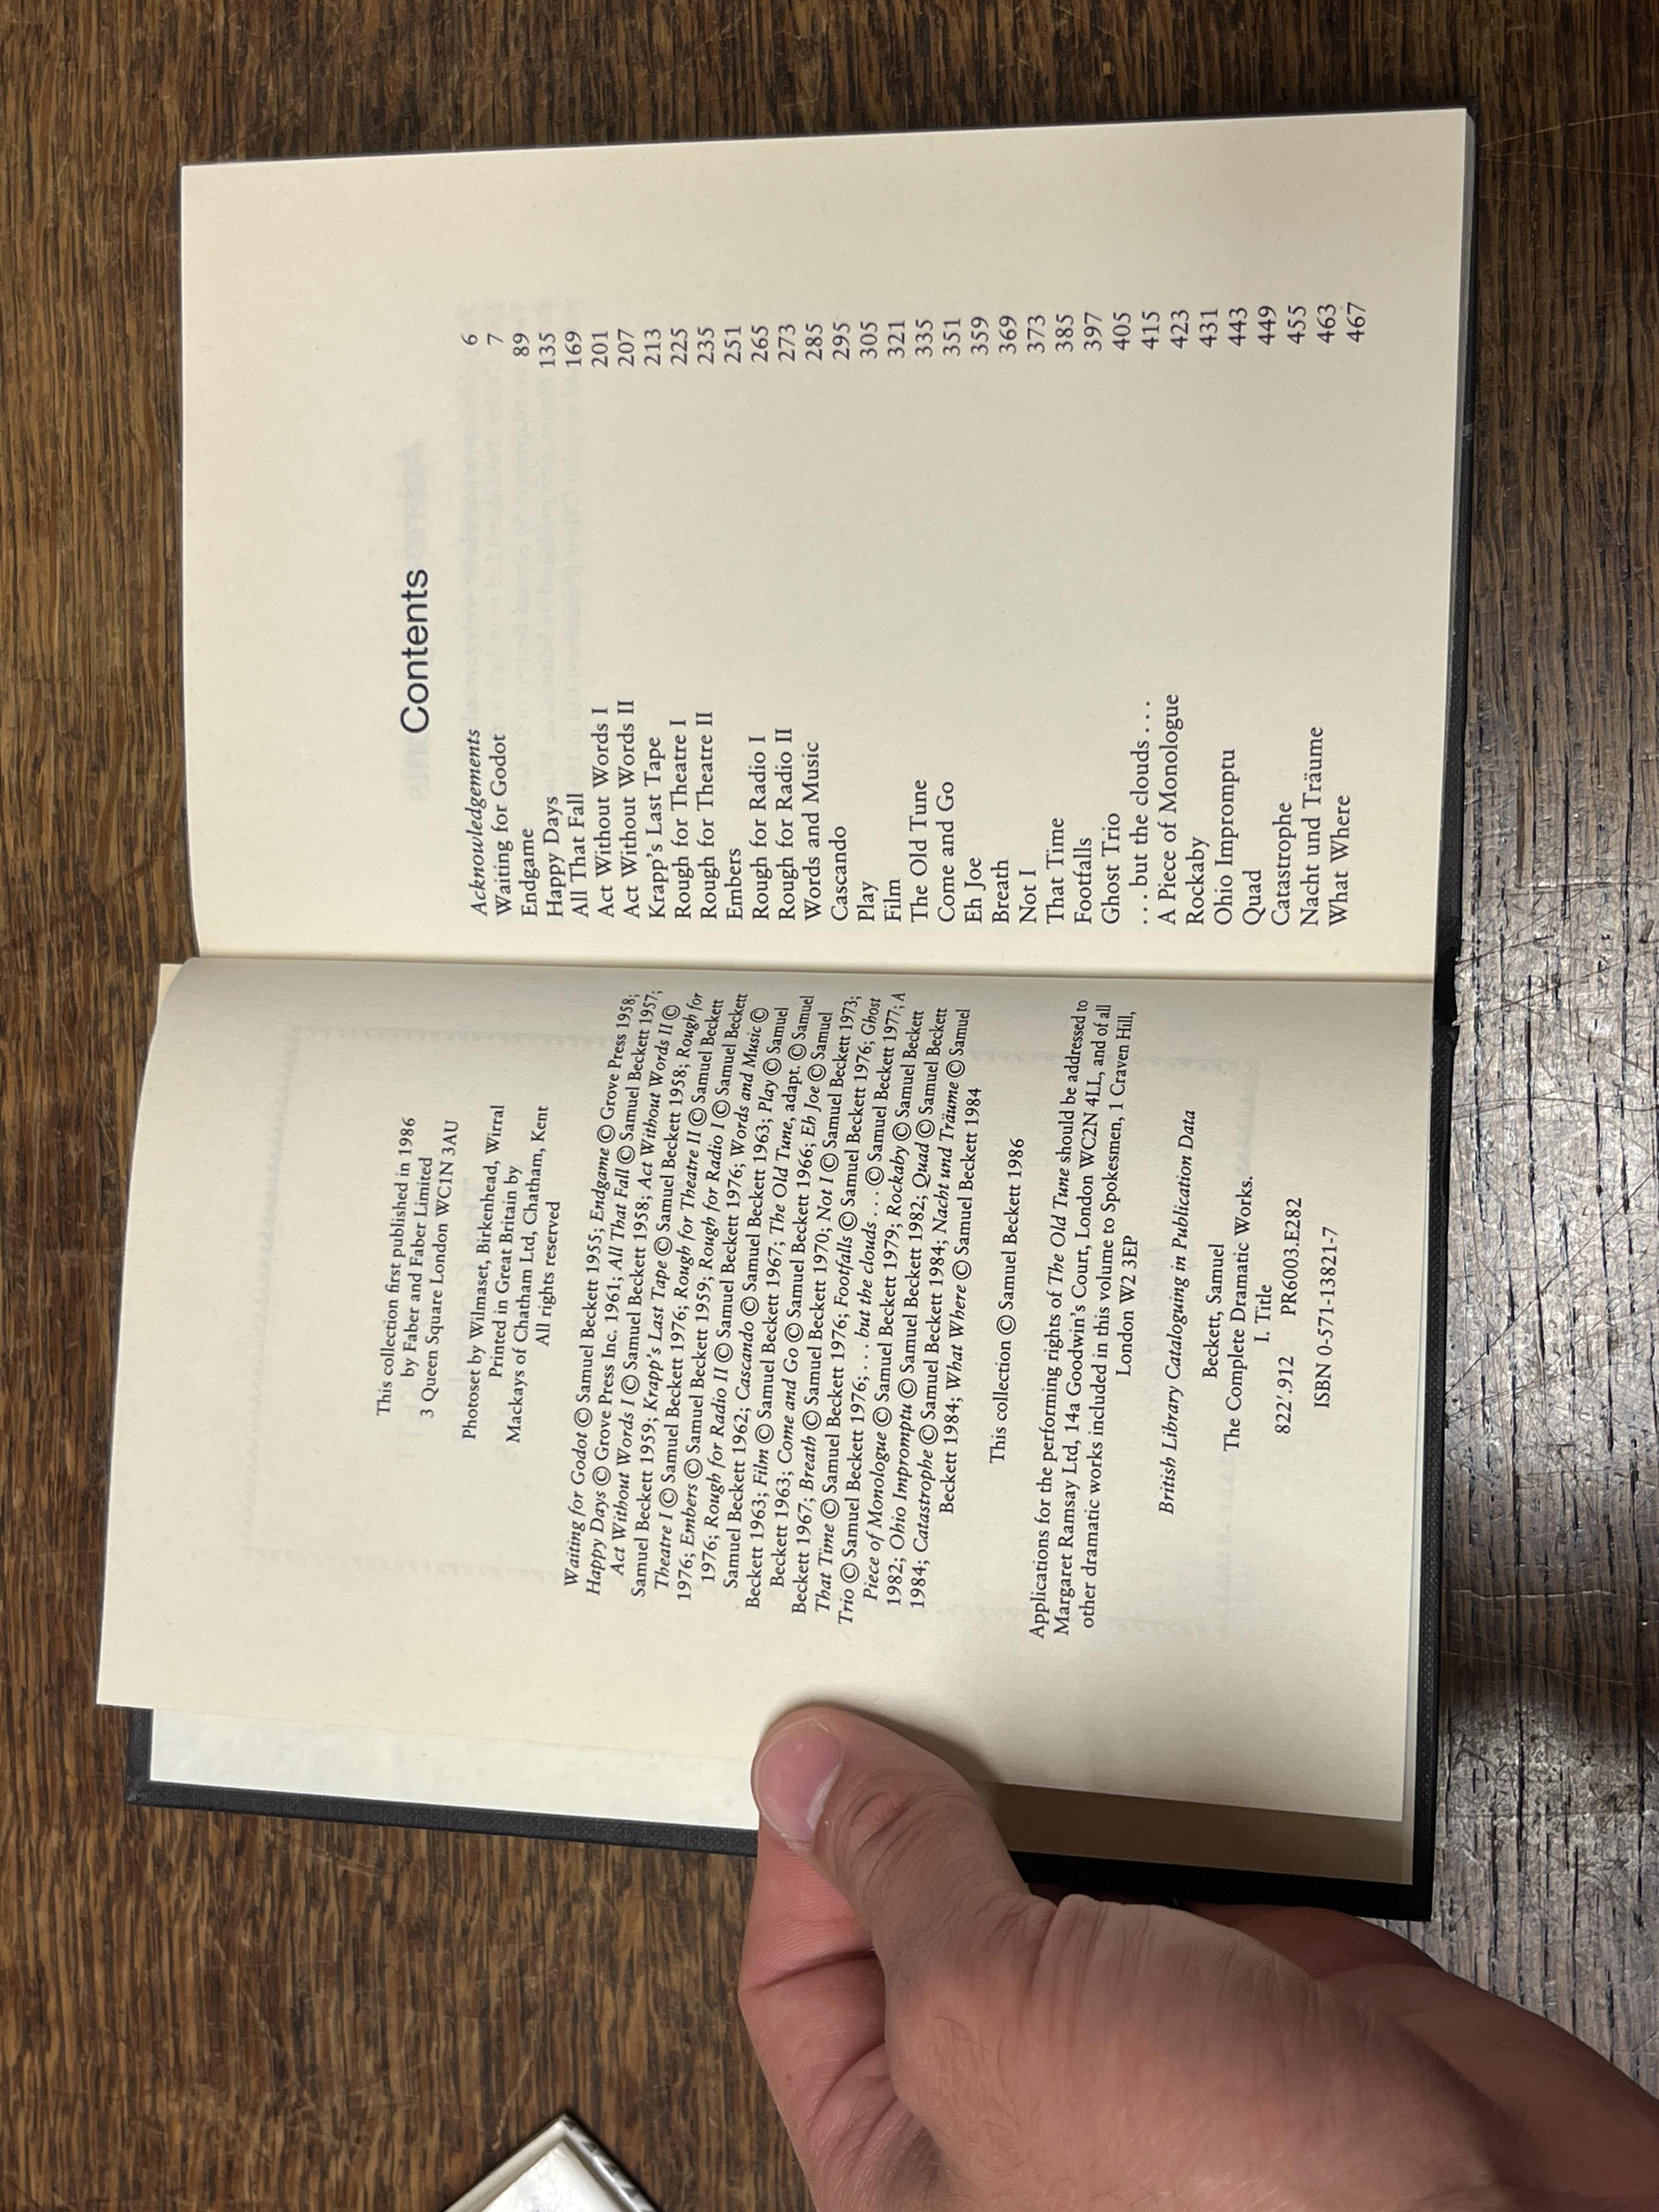 This collection first published in 1986
by Faber and Faber Limited
3 Queen Square London WC1N 3AU
Photoset by Wilmaset, Birkenhead, Wirral
Printed in Great Britain by
Mackays of Chatham Ltd, Chatham, Kent
All rights reserved
Waiting for Godot © Samuel Beckett 1955; Endgame © Grove Press 1958;
Happy Days © Grove Press Inc. 1961; All That Fall © Samuel Beckett 1957;
Act Without Words I © Samuel Beckett 1958; Act Without Words II ©
Samuel Beckett 1959; Krapp's Last Tape © Samuel Beckett 1958; Rough for
Theatre I © Samuel Beckett 1976; Rough for Theatre II © Samuel Beckett
1976; Embers © Samuel Beckett 1959; Rough for Radio I © Samuel Beckett
1976; Rough for Radio II © Samuel Beckett 1976; Words and Music ©
Samuel Beckett 1962; Cascando © Samuel Beckett 1963; Play © Samuel
Beckett 1963; Film © Samuel Beckett 1967; The Old Tune, adapt. © Samuel
Beckett 1963; Come and Go © Samuel Beckett 1966; Eh Joe © Samuel
Beckett 1967; Breath © Samuel Beckett 1970; Not I © Samuel Beckett 1973;
That Time © Samuel Beckett 1976; Footfalls © Samuel Beckett 1976; Ghost
Trio © Samuel Beckett 1976; ... but the clouds ... © Samuel Beckett 1977; A
Piece of Monologue © Samuel Beckett 1979; Rockaby © Samuel Beckett
1982; Ohio Impromptu © Samuel Beckett 1982;; Quad © Samuel Beckett
1984; Catastrophe © Samuel Beckett 1984; Nacht und Träume © Samuel
Beckett 1984; What Where © Samuel Beckett 1984
This collection © Samuel Beckett 1986
Applications for the performing rights of The Old Tune should be addressed to
Margaret Ramsay Ltd, 14a Goodwin's Court, London WC2N 4LL, and of all
other dramatic works included in this volume to Spokesmen, 1 Craven Hill,
London W2 3EP
British Library Cataloguing in Publication Data
Beckett, Samuel
The Complete Dramatic Works.
I. Title
822'.912 PR6003.E282
ISBN 0-571-13821-7
Contents
Acknowledgements 6
Waiting for Godot 7
Endgame 89
Happy Days 135
All That Fall 169
Act Without Words I 201
Act Without Words II 207
Krapp's Last Tape 213
Rough for Theatre I 225
Rough for Theatre II 235
Embers 251
Rough for Radio I 265
Rough for Radio II 273
Words and Music 285
Cascando 295
Play 305
Film 321
The Old Tune 335
Come and Go 351
Eh Joe 359
Breath 369
Not I 373
That Time 385
Footfalls 397
Ghost Trio 405
... but the clouds ... 415
A Piece of Monologue 423
Rockaby 431
Ohio Impromptu 443
Quad 449
Catastrophe 455
Nacht und Träume 463
What Where 467